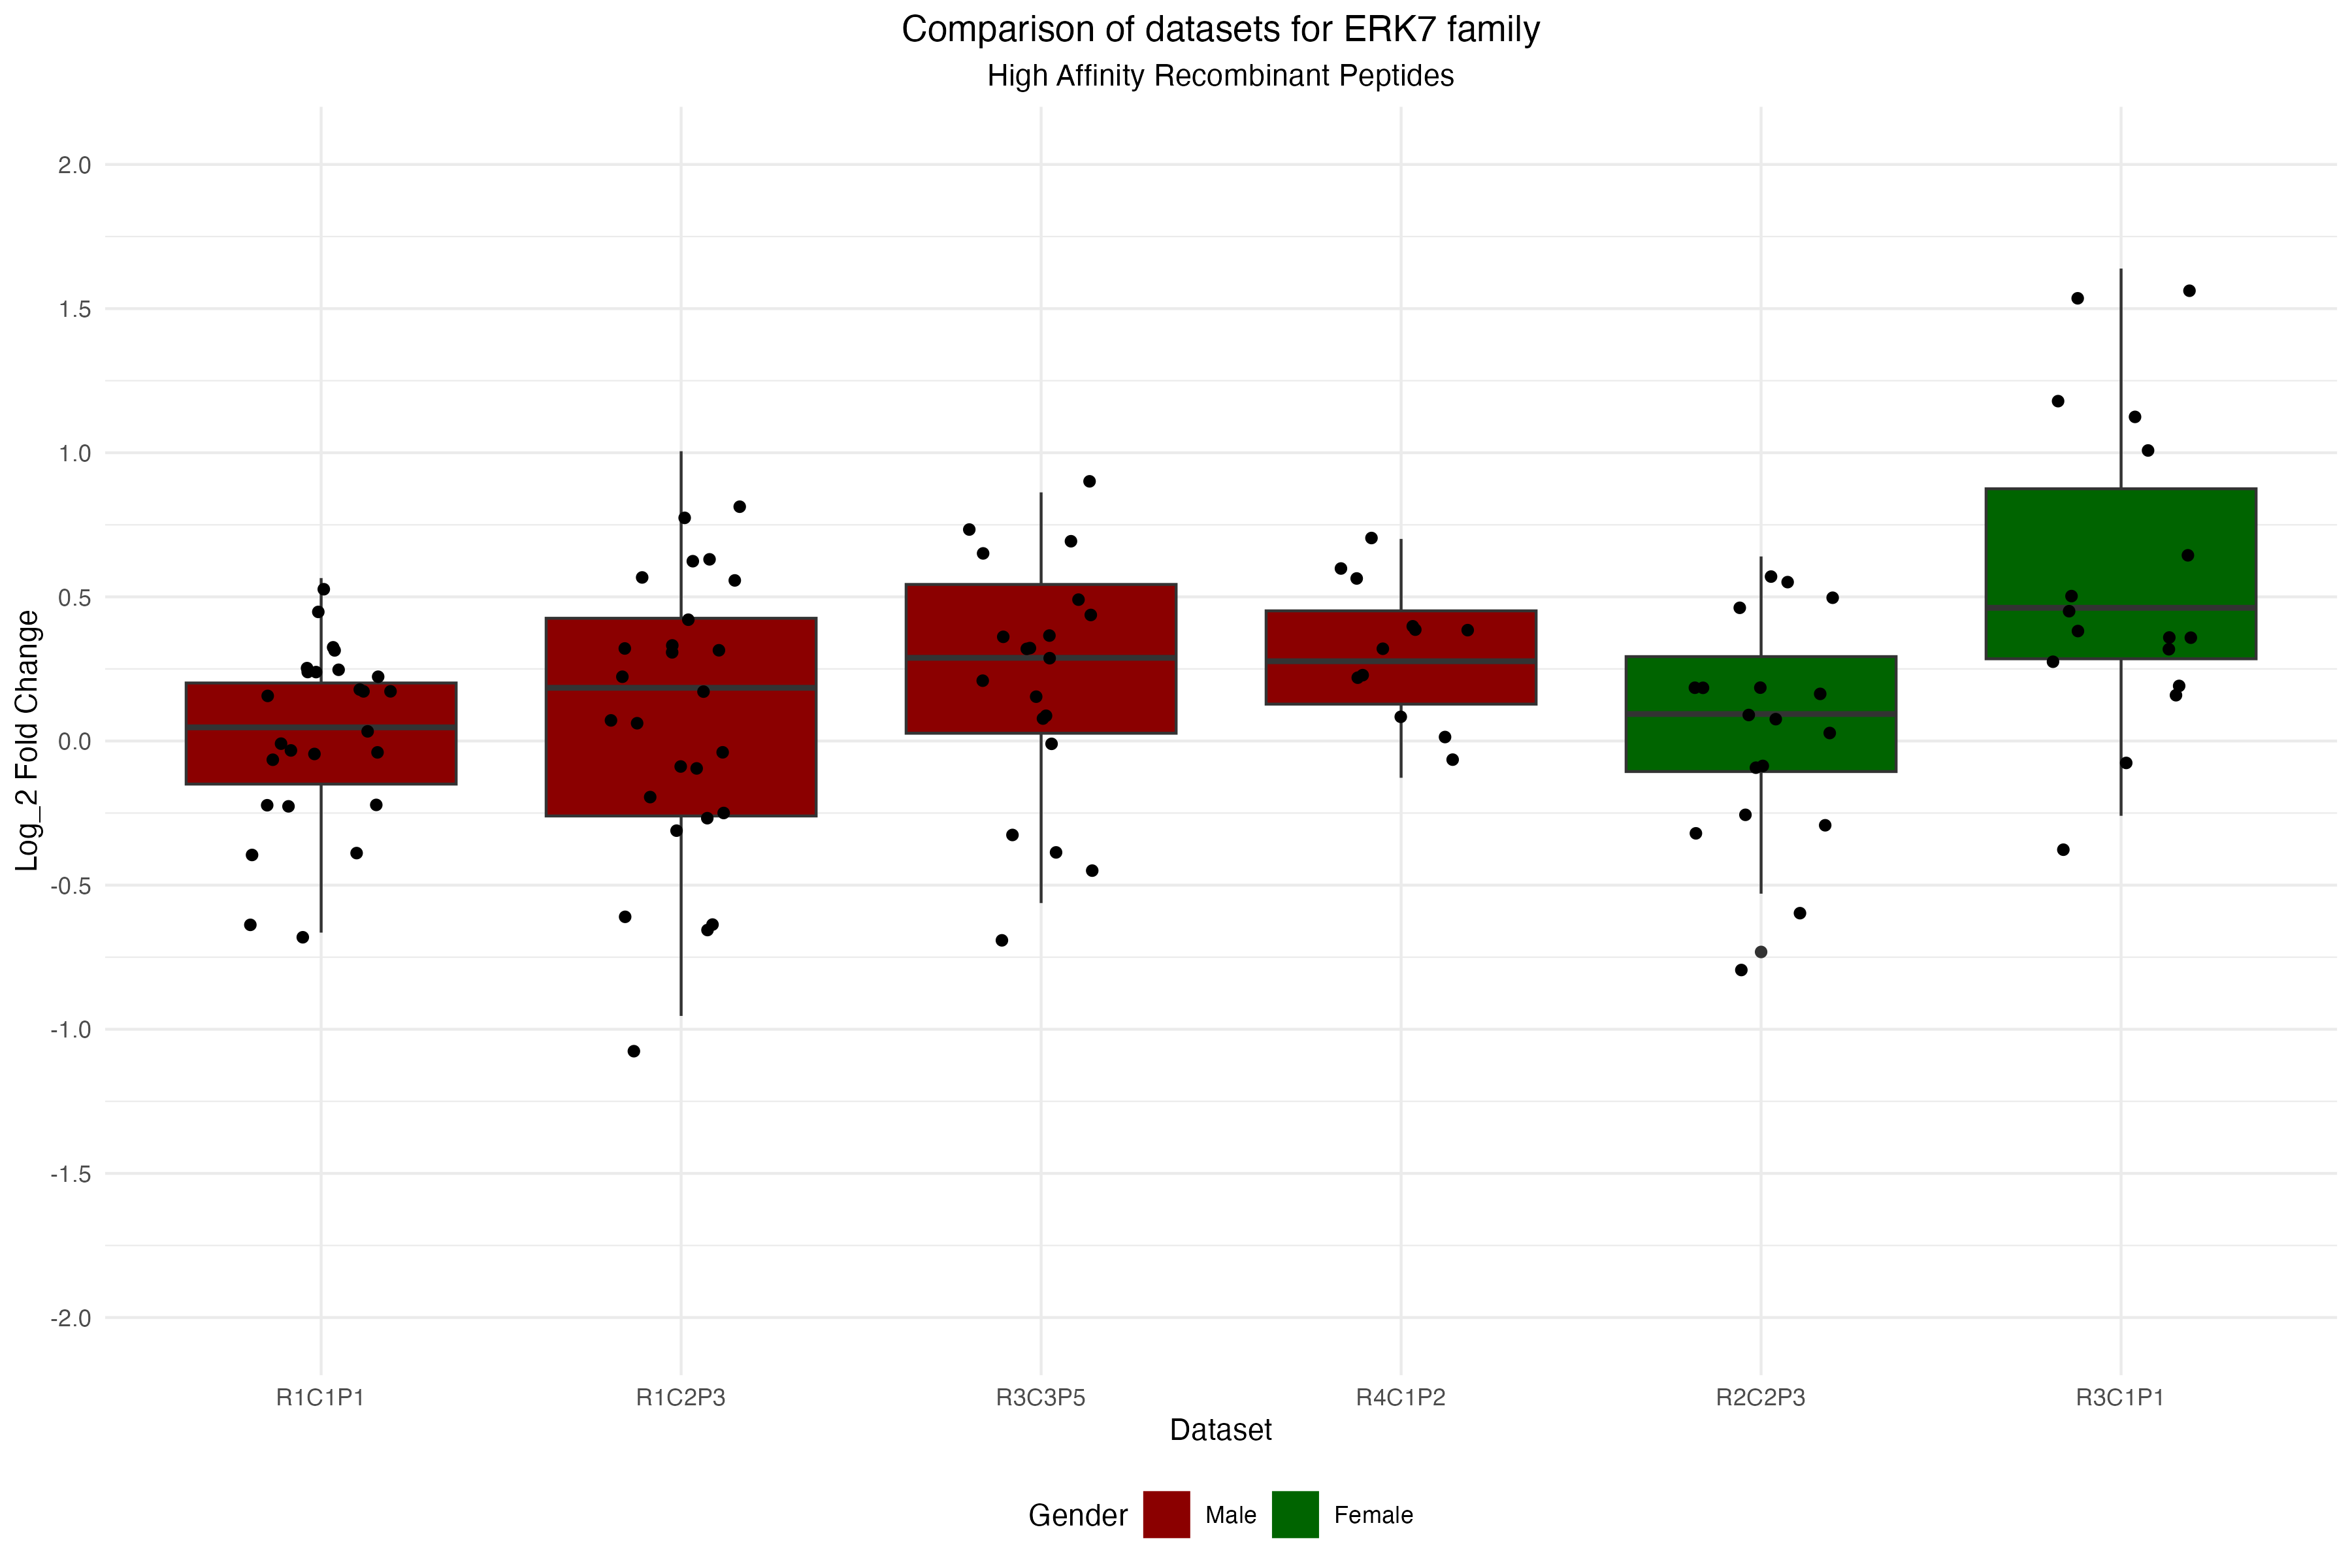 Comparison of datasets for ERK7 family
High Affinity Recombinant Peptides
Log_2 Fold Change
2.0
1.5
1.0
0.5
0.0
-0.5
-1.0
-1.5
-2.0
R1C1P1 R1C2P3 R3C3P5 R4C1P2 R2C2P3 R3C1P1
Dataset
Gender Male Female